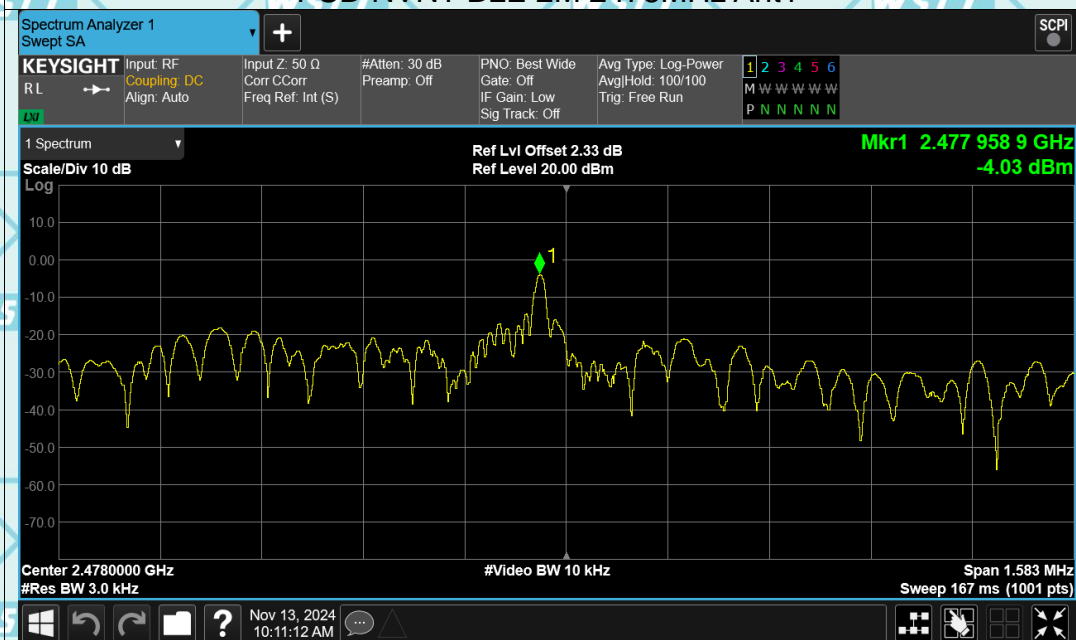 Spectrum Analyzer 1
Swept SA
+
SCPI
KEYSIGHT
R L
LXI
Input: RF
Coupling: DC
Align: Auto
Input Z: 50 Ω
Corr CCorr
Freq Ref: Int (S)
#Atten: 30 dB
Preamp: Off
PNO: Best Wide
Gate: Off
IF Gain: Low
Sig Track: Off
Avg Type: Log-Power
Avg|Hold: 100/100
Trig: Free Run
1 2 3 4 5 6
M W W W W W
P N N N N N
1 Spectrum
Scale/Div 10 dB
Log
Ref Lvl Offset 2.33 dB
Ref Level 20.00 dBm
Mkr1 2.477 958 9 GHz
-4.03 dBm
1
10.0
0.00
-10.0
-20.0
-30.0
-40.0
-50.0
-60.0
-70.0
Center 2.4780000 GHz
#Video BW 10 kHz
Span 1.583 MHz
#Res BW 3.0 kHz
Sweep 167 ms (1001 pts)
?
Nov 13, 2024
10:11:12 AM